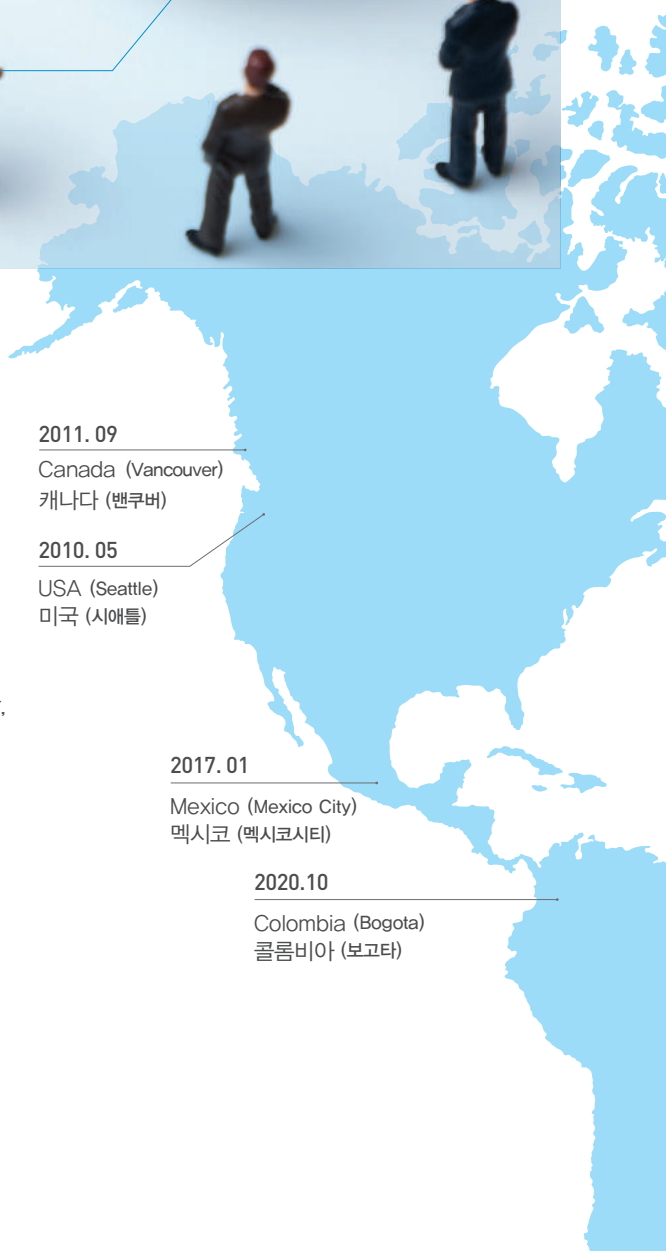 2011. 09
Canada (Vancouver)
캐나다 (밴쿠버)
2010. 05
USA (Seattle)
미국 (시애틀)
,
2017. 01
Mexico (Mexico City)
멕시코 (멕시코시티)
2020.10
Colombia (Bogota)
콜롬비아 (보고타)